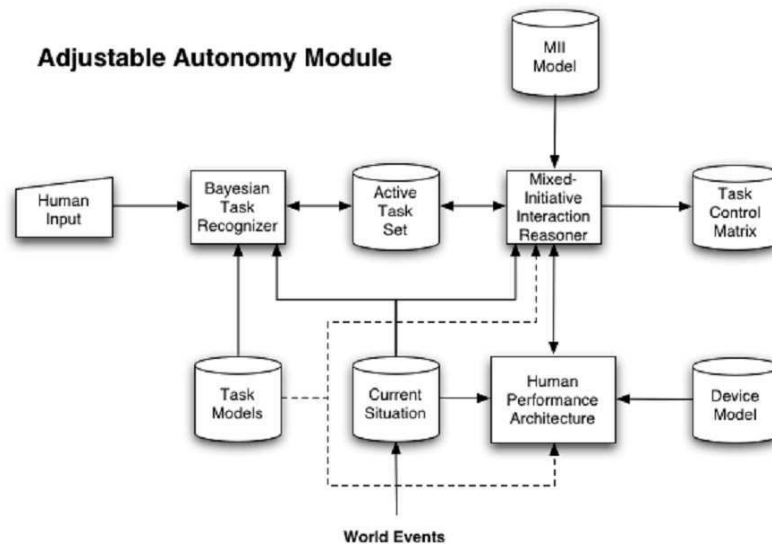 Adjustable Autonomy Module
MII
Model
Human
Input
Bayesian
Task
Recognizer
Active
Task
Set
Mixed-
Initiative
Interaction
Reasoner
Task
Control
Matrix
Task
Models
Current
Situation
Human
Performance
Architecture
Device
Model
World Events